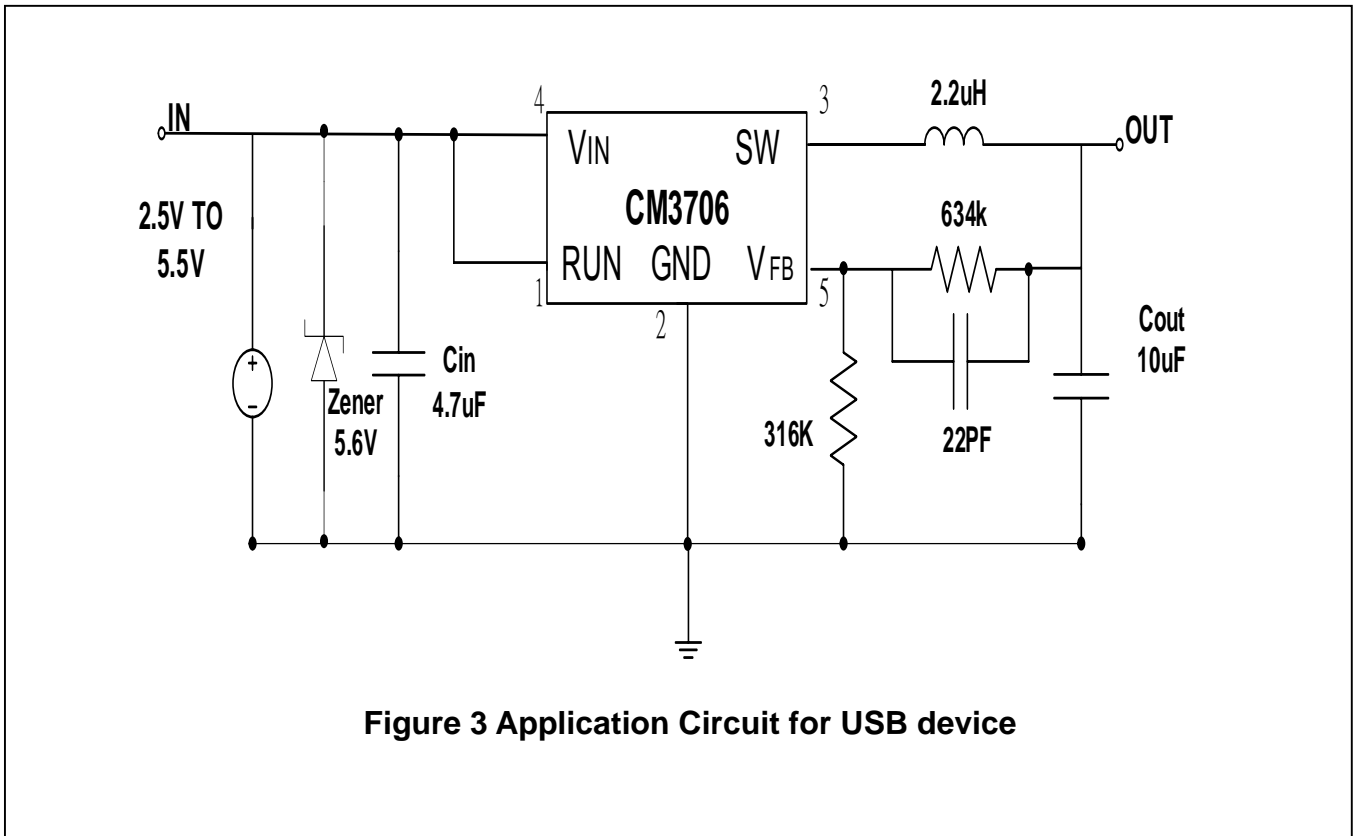 IN
2.5V TO
5.5V
+
-
Zener
5.6V
Cin
4.7uF
4
3
VIN
SW
CM3706
RUN
GND
VFB
1
2
5
2.2uH
OUT
634k
22PF
316K
Cout
10uF
Figure 3 Application Circuit for USB device